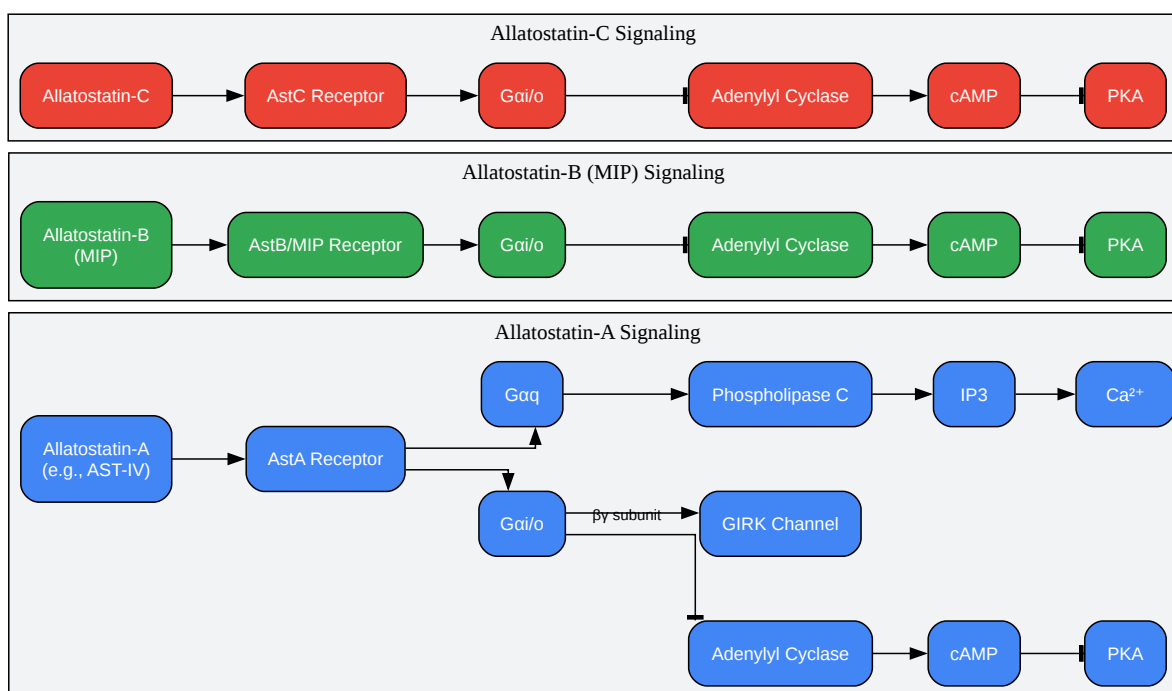 Allatostatin-C Signaling
Allatostatin-C
AstC Receptor
Gαi/o
Adenylyl Cyclase
cAMP
PKA
Allatostatin-B (MIP) Signaling
Allatostatin-B
(MIP)
AstB/MIP Receptor
Gαi/o
Adenylyl Cyclase
cAMP
PKA
Allatostatin-A Signaling
Allatostatin-A
(e.g., AST-IV)
AstA Receptor
Gαq
Phospholipase C
IP3
Ca²⁺
Gαi/o
βγ subunit
GIRK Channel
Adenylyl Cyclase
cAMP
PKA